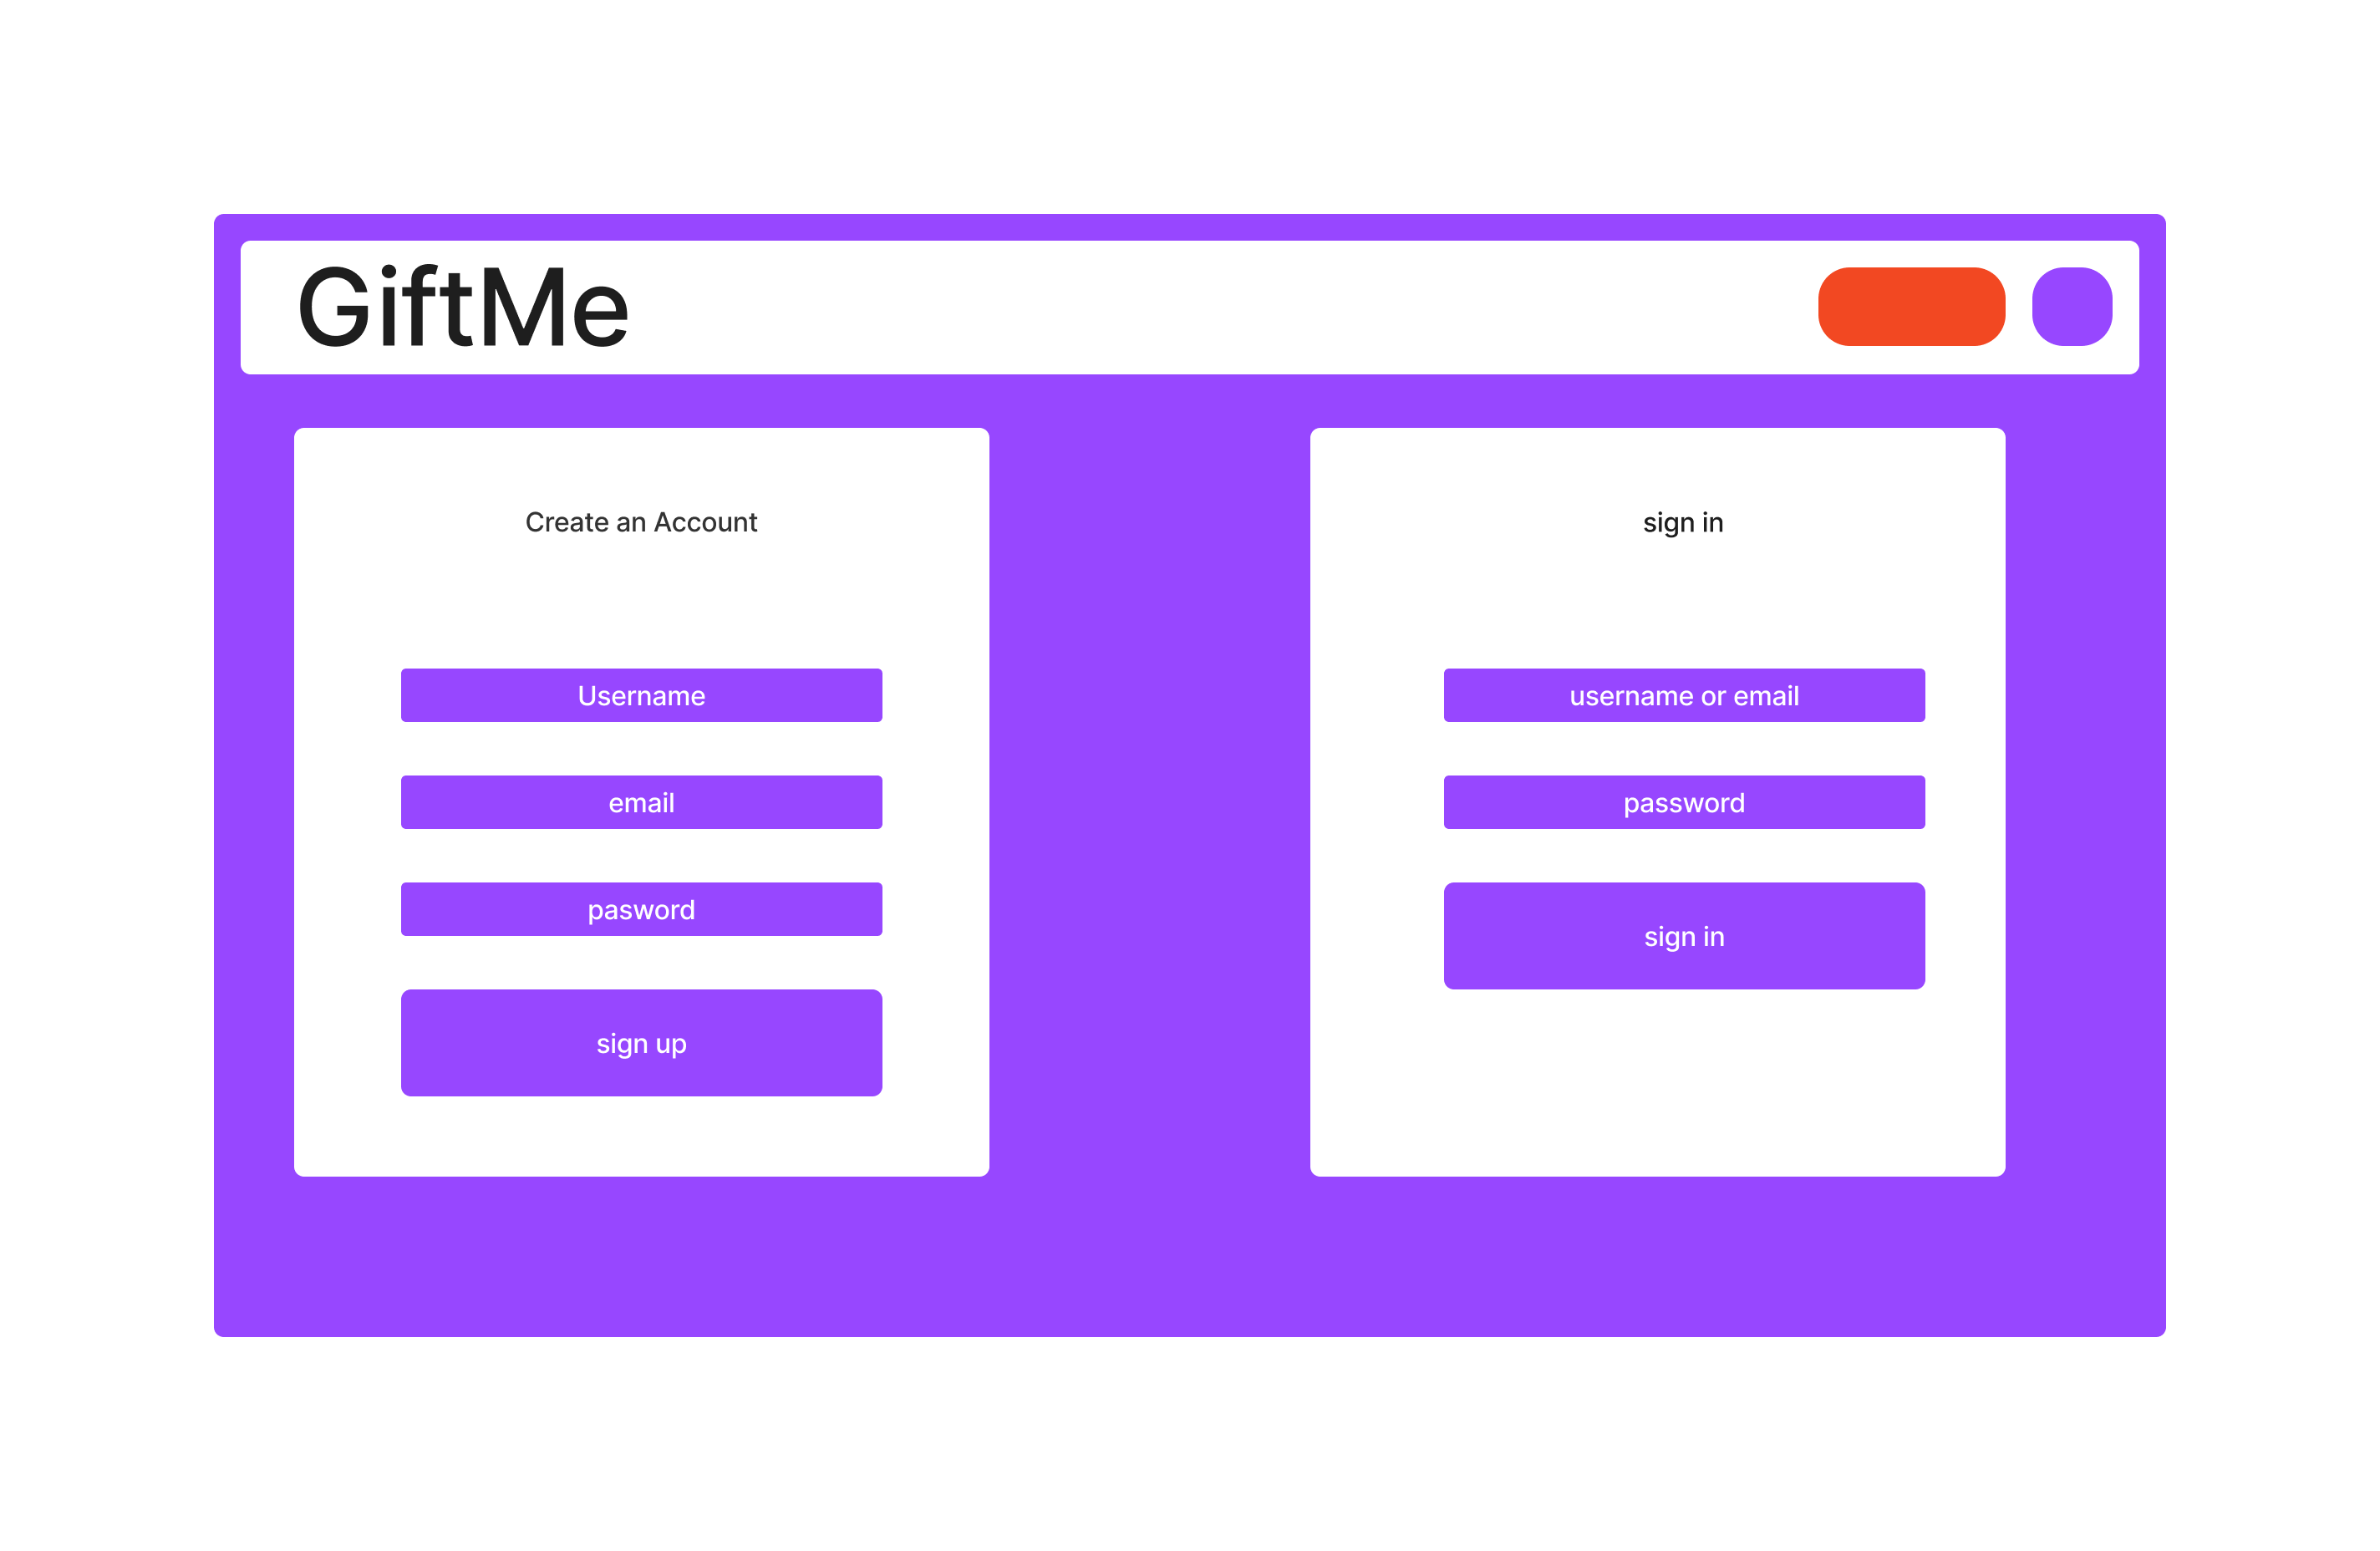 GiftMe
Create an Account
Username
email
pasword
sign up
sign in
username or email
password
sign in